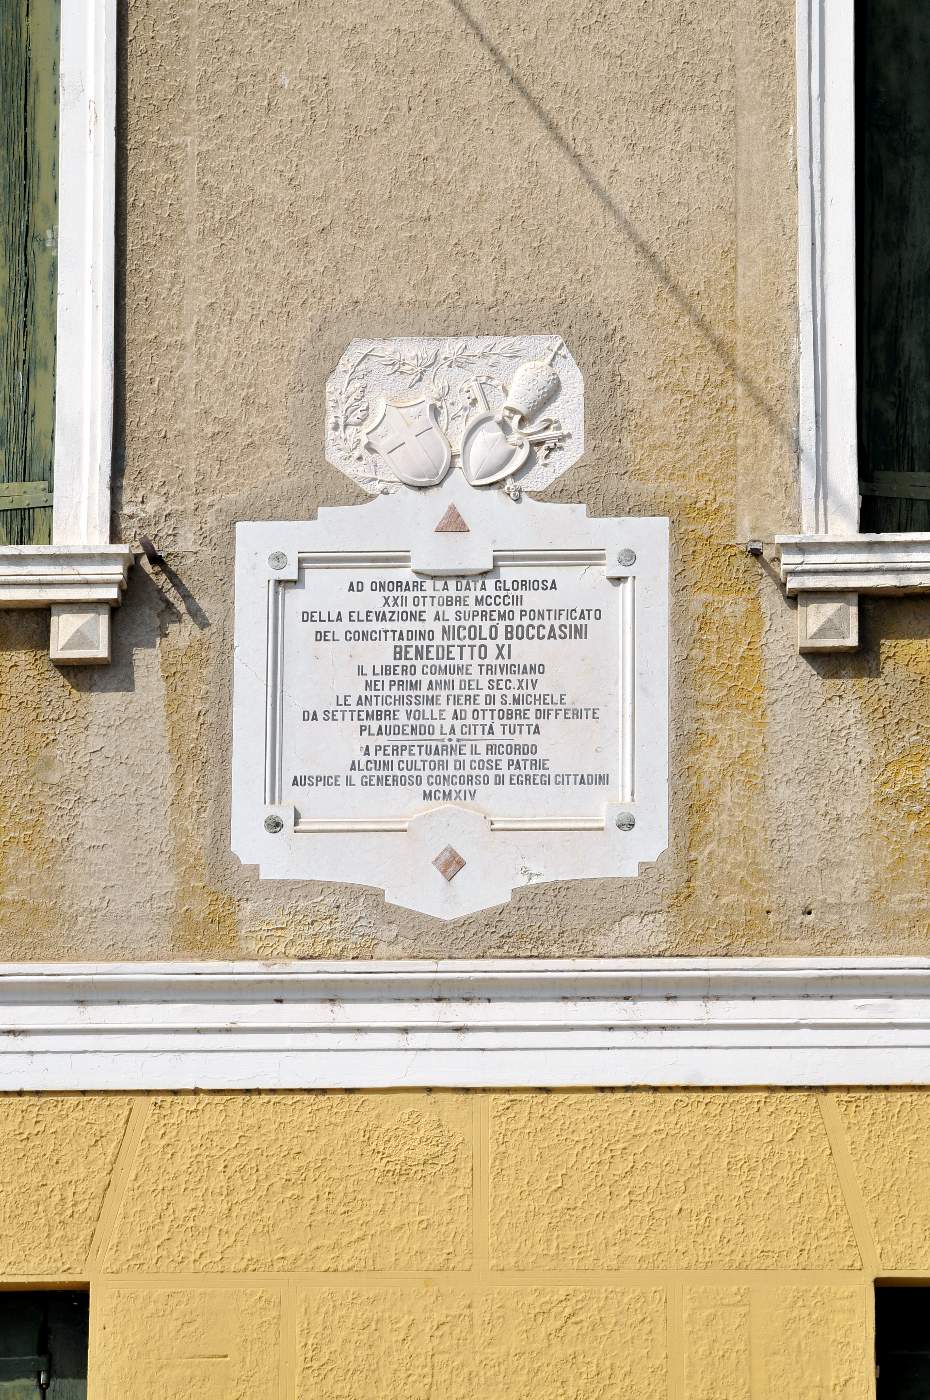 AD ONORARE LA DATA GLORIOSA
XXII OTTOBRE MCCCIII
DELLA ELEVAZIONE AL SUPREMO PONTIFICATO
DEL CONCITTADINO NICOLÒ BOCCASINI
BENEDETTO XI
IL LIBERO COMUNE TRIVIGIANO
NEI PRIMI ANNI DEL SEC. XIV
LE ANTICHISSIME FIERE DI S. MICHELE
DA SETTEMBRE VOLLE AD OTTOBRE DIFFERITE
PLAUDENDO LA CITTÀ TUTTA
A PERPETUARNE IL RICORDO
ALCUNI CULTORI DI COSE PATRIE
AUSPICE IL GENEROSO CONCORSO DI EGREGI CITTADINI
MCMXIV